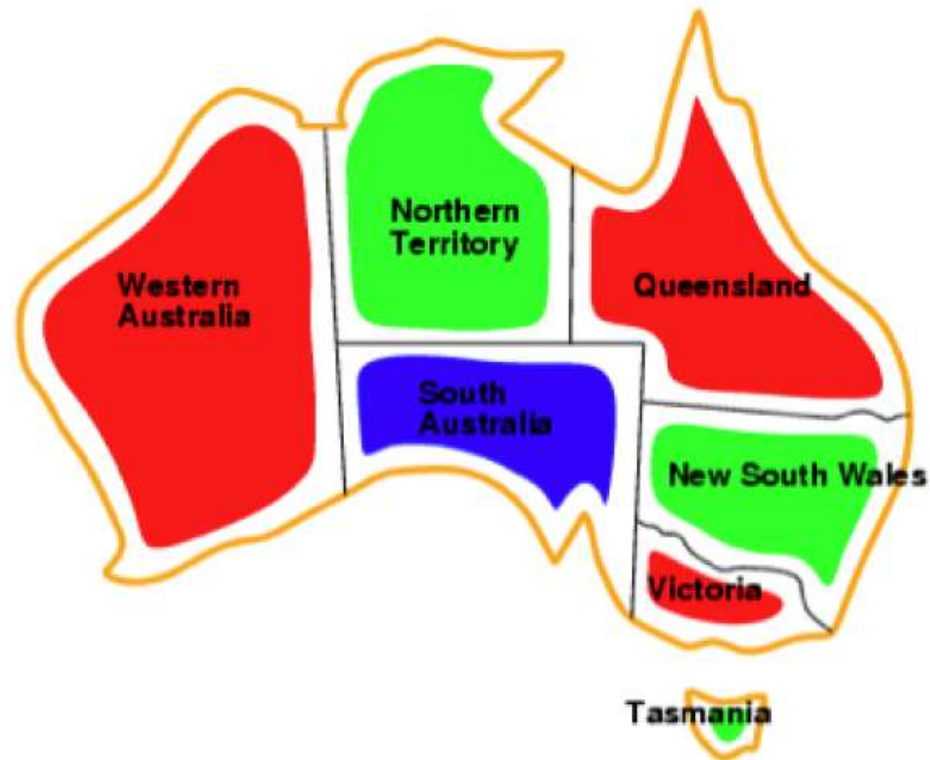 Northern
Territory
Western
Australia
Queensland
South
Australia
New South Wales
Victoria
Tasmania